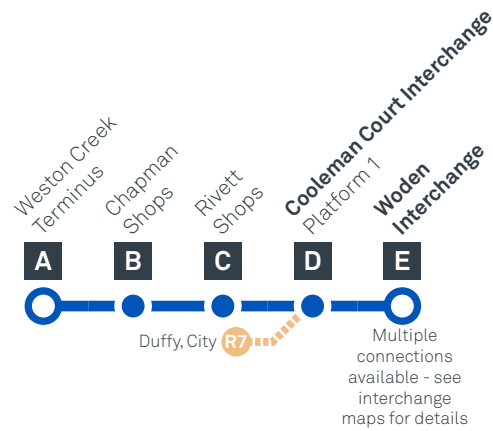 Weston Creek
Terminus
Chapman
Shops
Rivett
Shops
Cooleman Court Interchange
Platform 1
Woden
Interchange
A
B
C
D
E
Duffy, City R7
Multiple
connections
available - see
interchange
maps for details